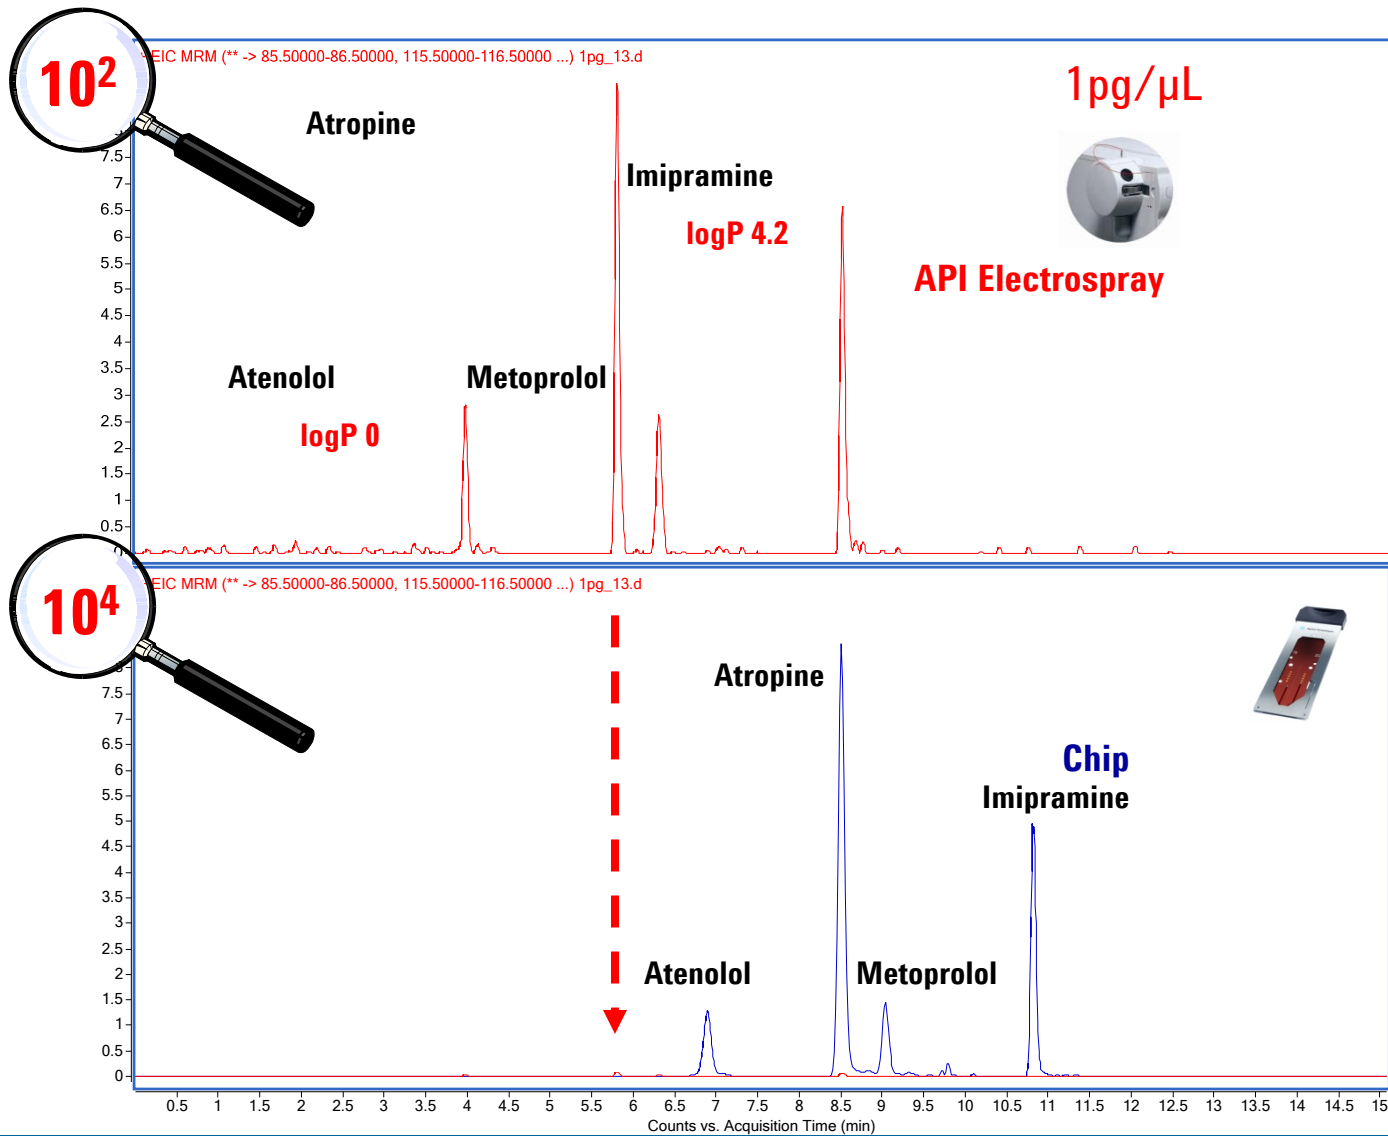 10²
EIC MRM (** -> 85.50000-86.50000, 115.50000-116.50000 ...) 1pg_13.d
1pg/µL
Atropine
Imipramine
logP 4.2
API Electrospray
Atenolol
logP 0
Metoprolol
7.5
7
6.5
6
5.5
5
4.5
4
3.5
3
2.5
2
1.5
1
0.5
0
10⁴
EIC MRM (** -> 85.50000-86.50000, 115.50000-116.50000 ...) 1pg_13.d
Atropine
Chip
Imipramine
Atenolol
Metoprolol
8
7.5
7
6.5
6
5.5
5
4.5
4
3.5
3
2.5
2
1.5
1
0.5
0
0.5 1 1.5 2 2.5 3 3.5 4 4.5 5 5.5 6 6.5 7 7.5 8 8.5 9 9.5 10 10.5 11 11.5 12 12.5 13 13.5 14 14.5 15
Counts vs. Acquisition Time (min)